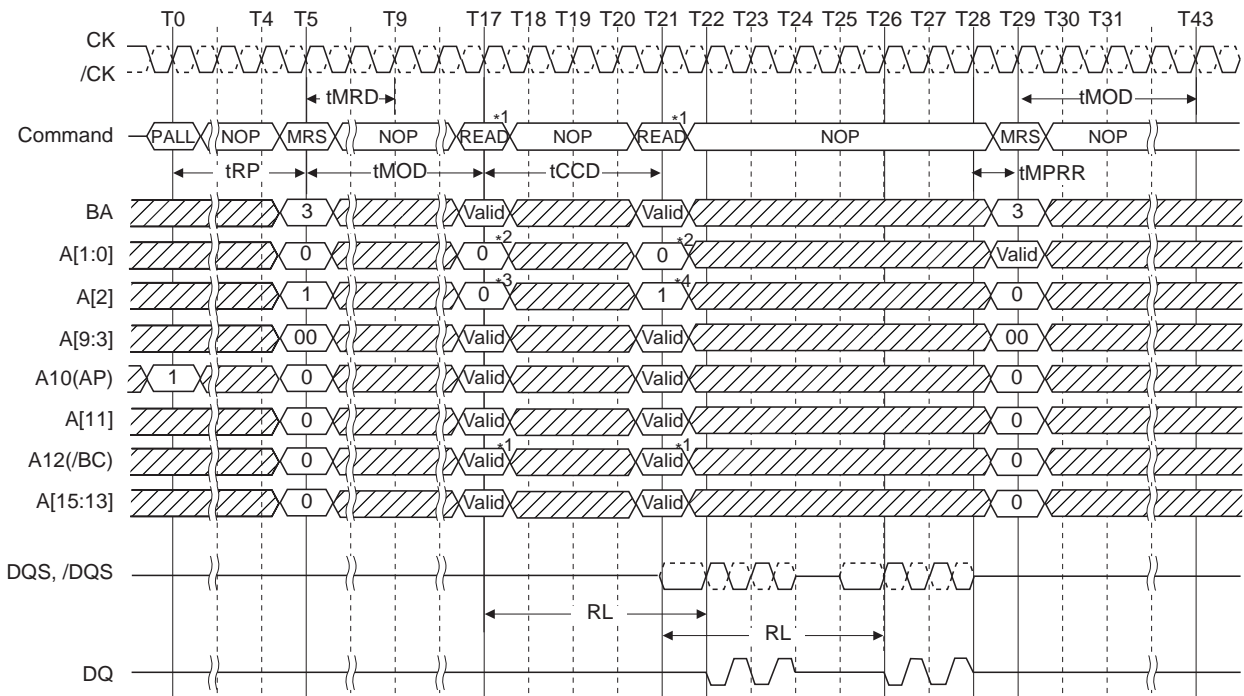 T0 T4 T5 T9 T17 T18 T19 T20 T21 T22 T23 T24 T25 T26 T27 T28 T29 T30 T31 T43
CK
/CK
tMRD tMOD
*1 *1
Command PALL NOP MRS NOP READ NOP READ NOP MRS NOP
tRP tMOD tCCD tMPRR
BA 3 Valid Valid 3
A[1:0] 0 0*2 0*2 Valid
A[2] 1 0*3 1*4 0
A[9:3] 00 Valid Valid 00
A10(AP) 1 0 Valid Valid 0
A[11] 0 Valid Valid 0
A12(/BC) 0 Valid*1 Valid*1 0
A[15:13] 0 Valid Valid 0
DQS, /DQS
RL
RL
DQ